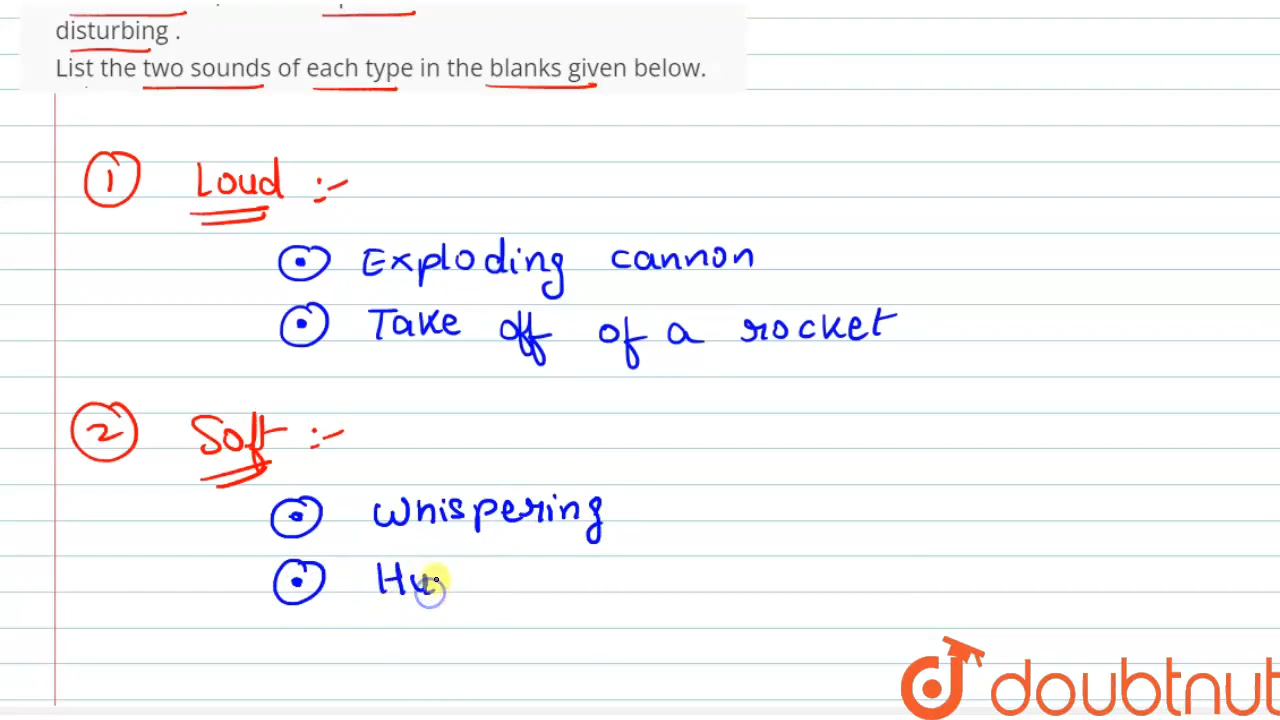 disturbing .
List the two sounds of each type in the blanks given below.
1 Loud :-
Exploding cannon
Take off of a rocket
2 Soft :-
Whispering
Hu
doubtnut